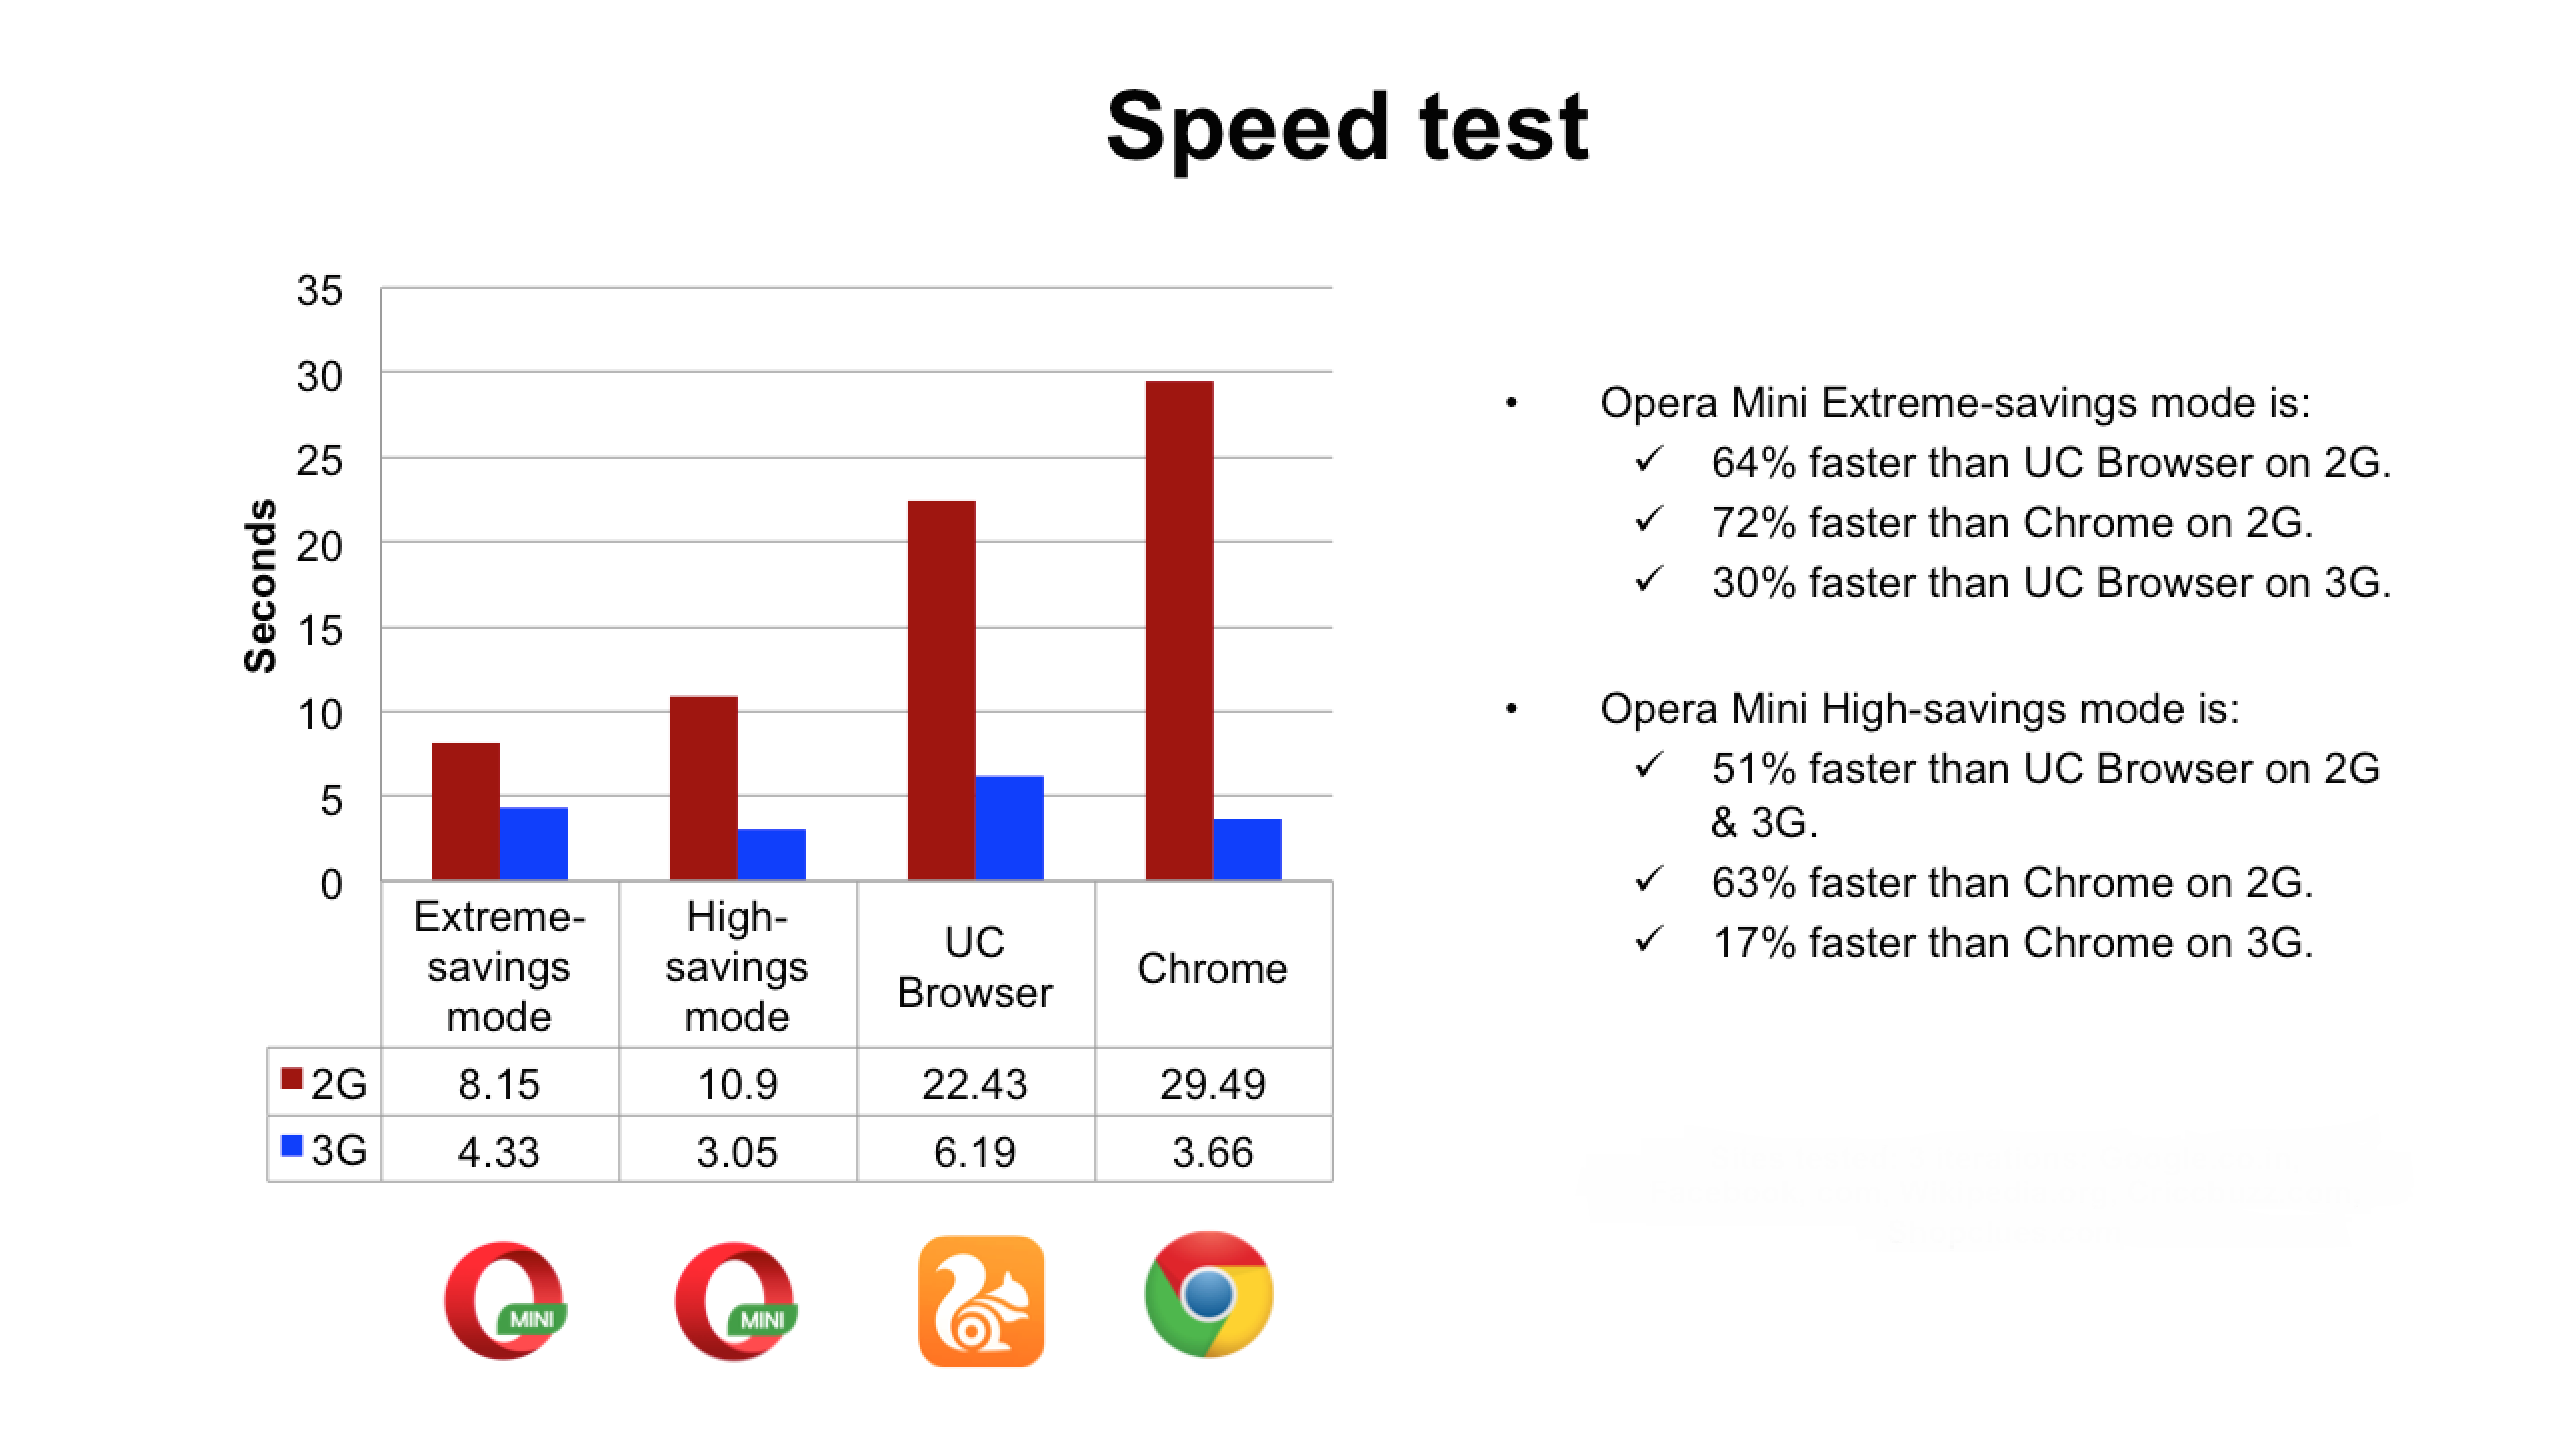 Speed test
35
30
25
20
15
10
5
0
Seconds
Extreme-
savings
mode
High-
savings
mode
UC
Browser
Chrome
2G 8.15 10.9 22.43 29.49
3G 4.33 3.05 6.19 3.66
MINI
MINI
• Opera Mini Extreme-savings mode is:
✓ 64% faster than UC Browser on 2G.
✓ 72% faster than Chrome on 2G.
✓ 30% faster than UC Browser on 3G.
• Opera Mini High-savings mode is:
✓ 51% faster than UC Browser on 2G
& 3G.
✓ 63% faster than Chrome on 2G.
✓ 17% faster than Chrome on 3G.